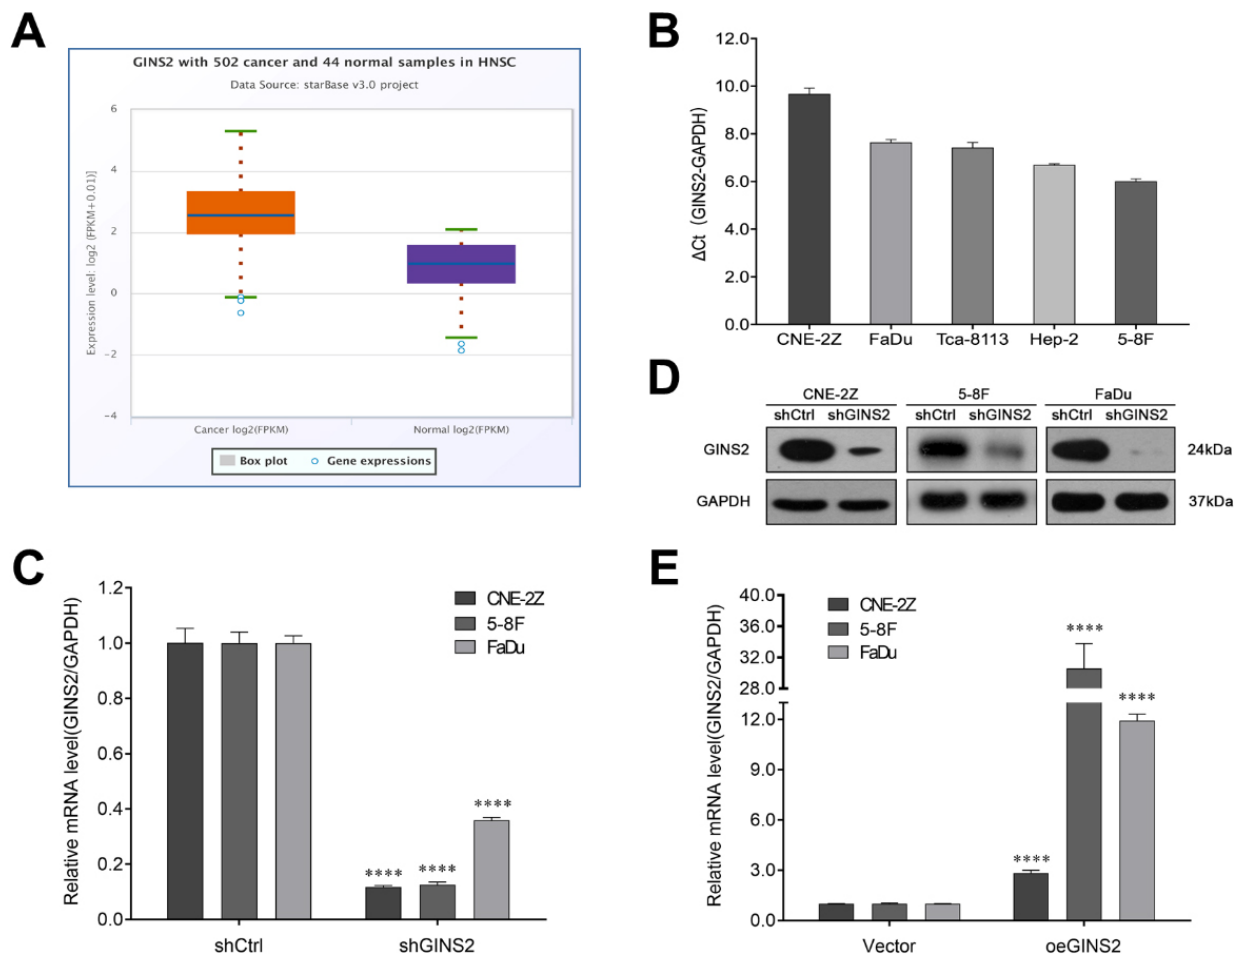 A
GINS2 with 502 cancer and 44 normal samples in HNSC
Data Source: starBase v3.0 project
Expression level: log2 (FPKM+0.01)]
6
4
2
0
−2
−4
Cancer log2(FPKM)
Normal log2(FPKM)
Box plot
Gene expressions
B
ΔCt (GINS2-GAPDH)
12.0
10.0
8.0
6.0
4.0
2.0
0.0
CNE-2Z FaDu Tca-8113 Hep-2 5-8F
D
CNE-2Z 5-8F FaDu
shCtrl shGINS2 shCtrl shGINS2 shCtrl shGINS2
GINS2 24kDa
GAPDH 37kDa
C
Relative mRNA level(GINS2/GAPDH)
1.2
1.0
0.8
0.6
0.4
0.2
0.0
CNE-2Z
5-8F
FaDu
**** **** ****
shCtrl shGINS2
E
Relative mRNA level(GINS2/GAPDH)
40.0
36.0
32.0
28.0
12.0
9.0
6.0
3.0
0.0
CNE-2Z
5-8F
FaDu
**** **** ****
Vector oeGINS2